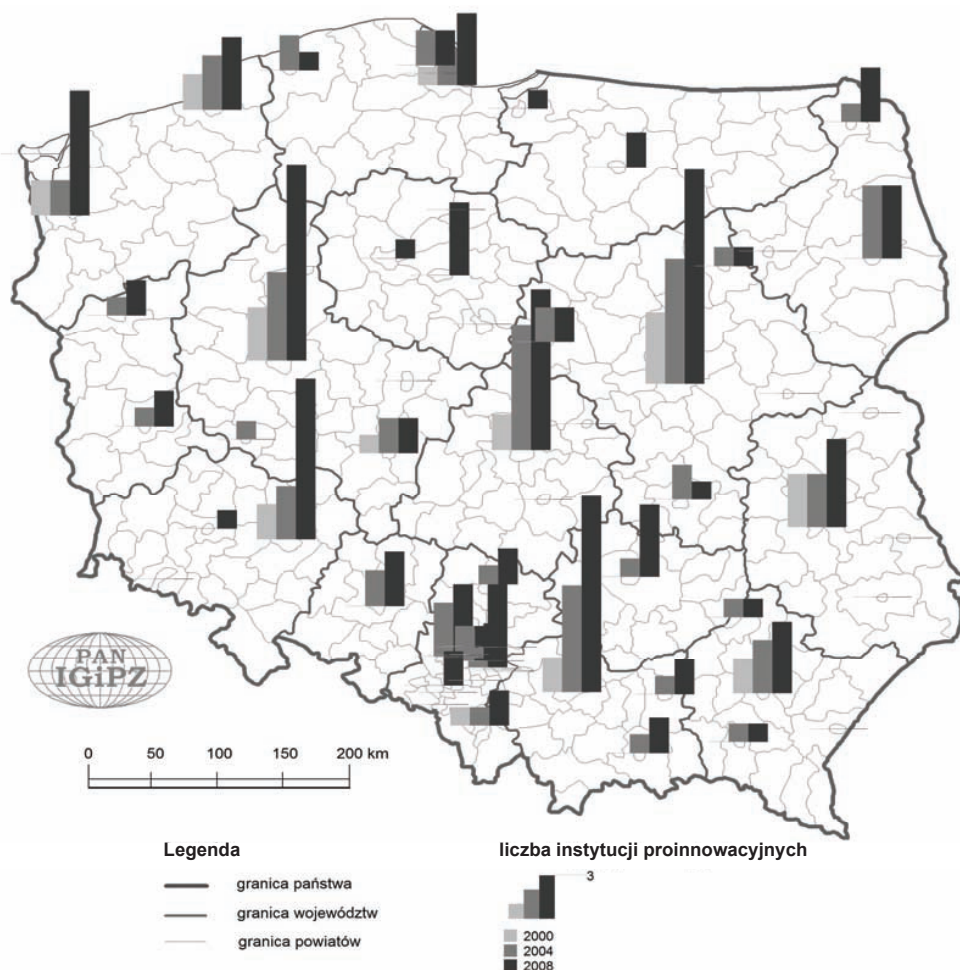 PAN
IGiPZ
0 50 100 150 200 km
Legenda
granica państwa
granica województw
granica powiatów
liczba instytucji proinnowacyjnych
3
2000
2004
2008